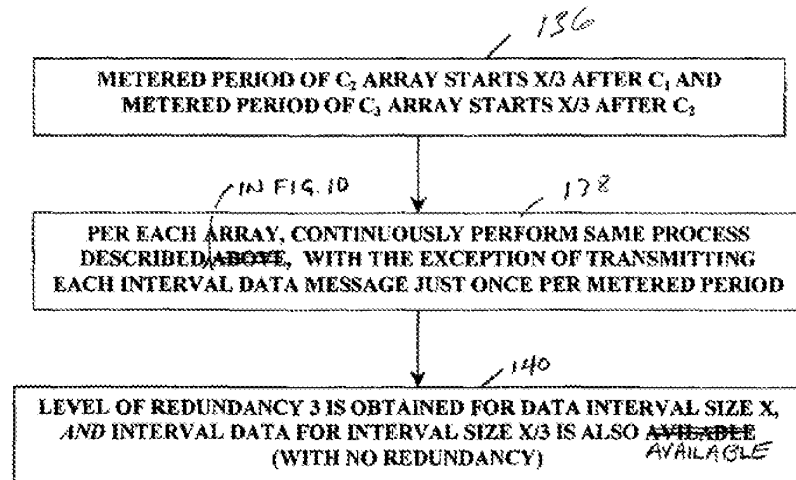 136
METERED PERIOD OF C₂ ARRAY STARTS X/3 AFTER C₁ AND
METERED PERIOD OF C₃ ARRAY STARTS X/3 AFTER C₂
IN FIG. 10
138
PER EACH ARRAY, CONTINUOUSLY PERFORM SAME PROCESS
DESCRIBED ABOVE, WITH THE EXCEPTION OF TRANSMITTING
EACH INTERVAL DATA MESSAGE JUST ONCE PER METERED PERIOD
140
LEVEL OF REDUNDANCY 3 IS OBTAINED FOR DATA INTERVAL SIZE X,
AND INTERVAL DATA FOR INTERVAL SIZE X/3 IS ALSO AVILABLE
AVAILABLE
(WITH NO REDUNDANCY)